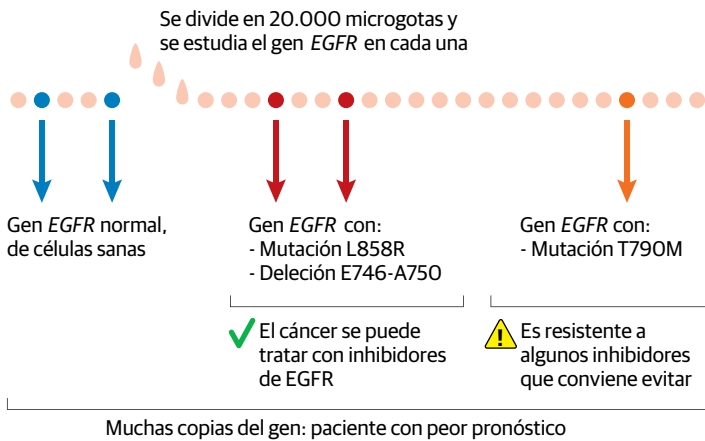 Se divide en 20.000 microgotas y
se estudia el gen EGFR en cada una
Gen EGFR normal,
de células sanas
Gen EGFR con:
- Mutación L858R
- Deleción E746-A750
Gen EGFR con:
- Mutación T790M
El cáncer se puede
tratar con inhibidores
de EGFR
!
Es resistente a
algunos inhibidores
que conviene evitar
Muchas copias del gen: paciente con peor pronóstico